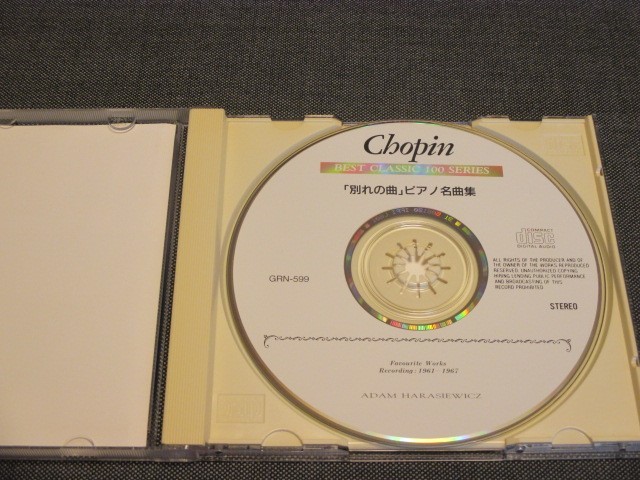 Chopin
BEST CLASSIC 100 SERIES
「別れの曲」ピアノ名曲集
COMPACT
disc
DIGITAL AUDIO
GRN-599
ALL RIGHTS OF THE PRODUCER AND OF
THE OWNER OF THE WORKS REPRODUCED
RESERVED. UNAUTHORIZED COPYING
HIRING, LENDING, PUBLIC PERFORMANCE
AND BROADCASTING OF THIS
RECORD PROHIBITED.
STEREO
Favourite Works
Recording: 1961-1967
ADAM HARASIEWICZ